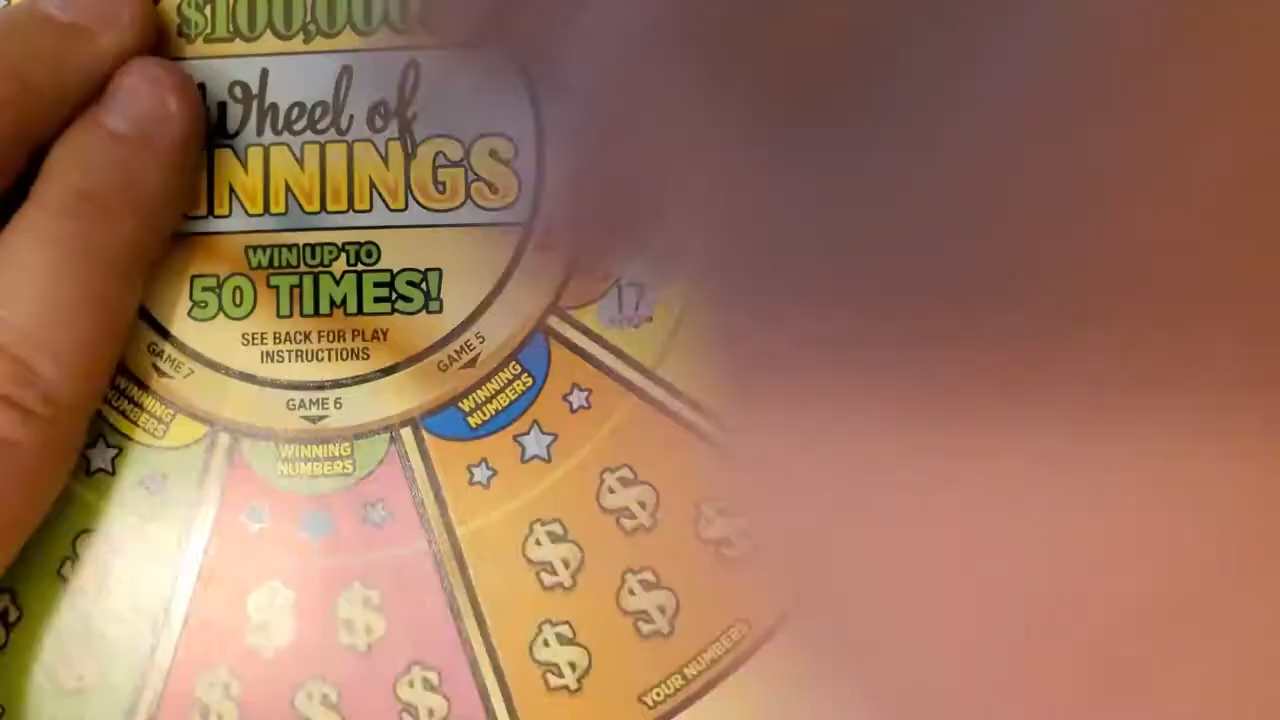 $100,000
Wheel of
INNINGS
WIN UP TO
50 TIMES!
SEE BACK FOR PLAY
INSTRUCTIONS
GAME 7
GAME 6
GAME 5
WINNING
NUMBERS
WINNING
NUMBERS
WINNING
NUMBERS
17
YOUR NUMBERS